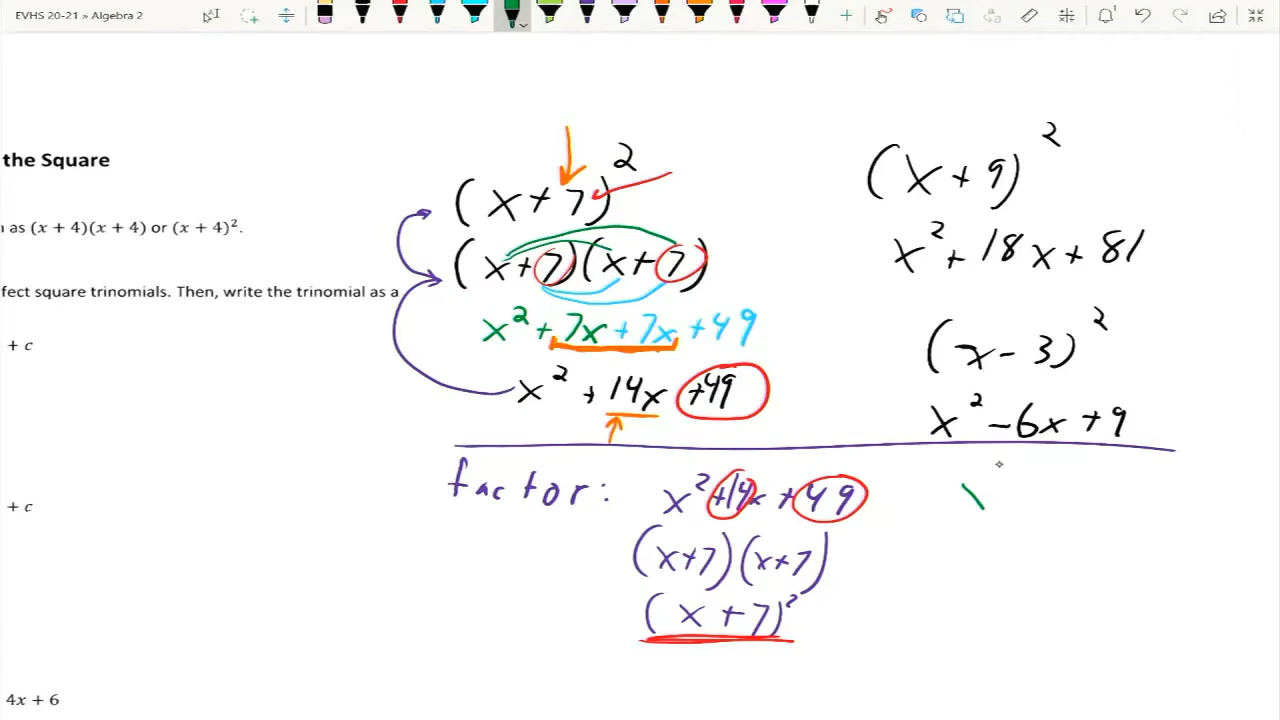 EVHS 20-21 » Algebra 2
the Square
as (x + 4)(x + 4) or (x + 4)².
fect square trinomials. Then, write the trinomial as a
+ c
+ c
4x + 6
(x+7)²
(x+7)(x+7)
x²+7x+7x+49
x²+14x+49
factor: x²+14x+49
(x+7)(x+7)
(x+7)²
(x+9)²
x²+18x+81
(x-3)²
x²-6x+9